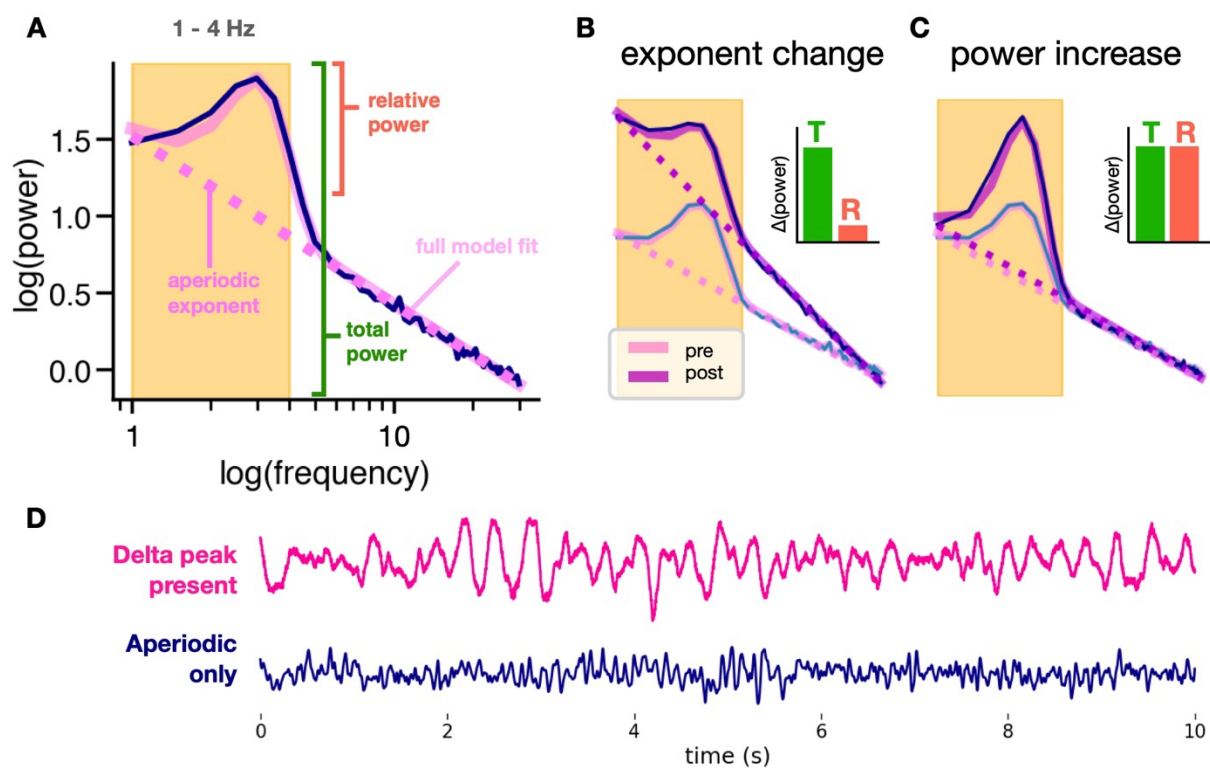 A
1 - 4 Hz
log(power)
1.5
1.0
0.5
0.0
relative
power
full model fit
aperiodic
exponent
total
power
1
10
log(frequency)
B
exponent change
Δ(power)
T
R
pre
post
C
power increase
Δ(power)
T R
D
Delta peak
present
Aperiodic
only
0 2 4 6 8 10
time (s)